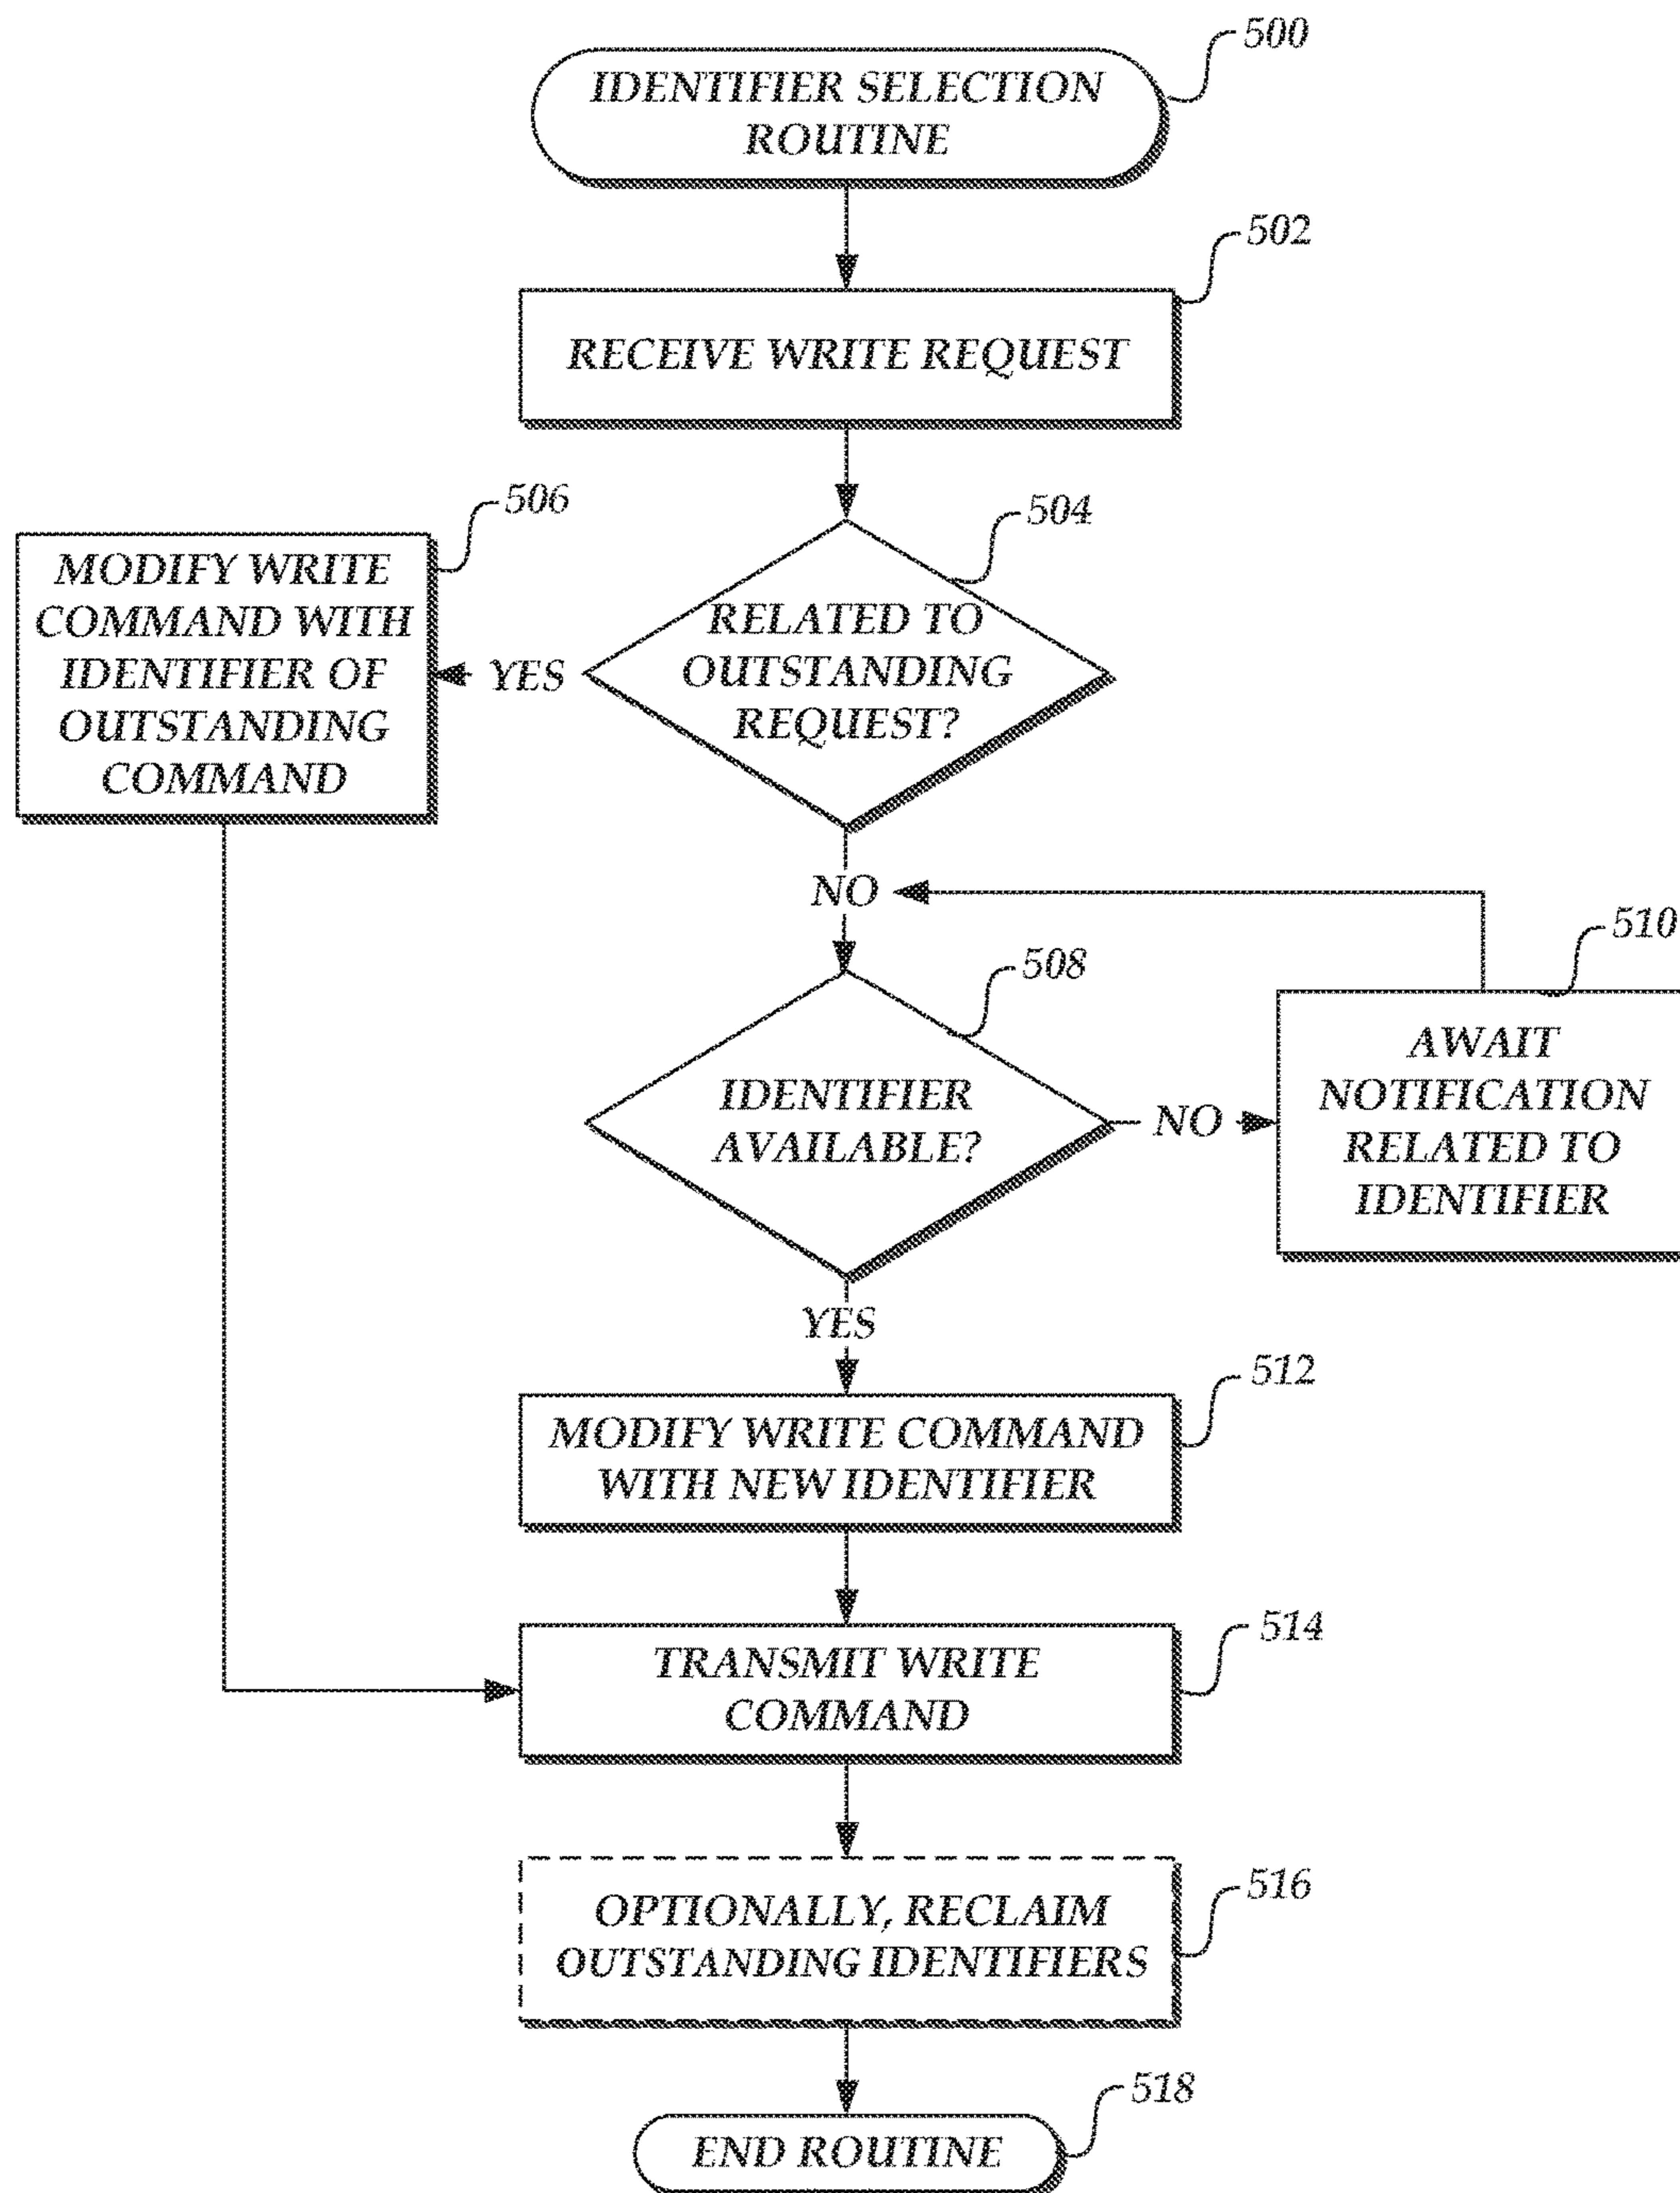 500
IDENTIFIER SELECTION
ROUTINE
502
RECEIVE WRITE REQUEST
506
504
MODIFY WRITE
COMMAND WITH
IDENTIFIER OF
OUTSTANDING
COMMAND
YES
RELATED TO
OUTSTANDING
REQUEST?
NO
510
508
AWAIT
NOTIFICATION
RELATED TO
IDENTIFIER
IDENTIFIER
AVAILABLE?
NO
YES
512
MODIFY WRITE COMMAND
WITH NEW IDENTIFIER
514
TRANSMIT WRITE
COMMAND
516
OPTIONALLY, RECLAIM
OUTSTANDING IDENTIFIERS
518
END ROUTINE